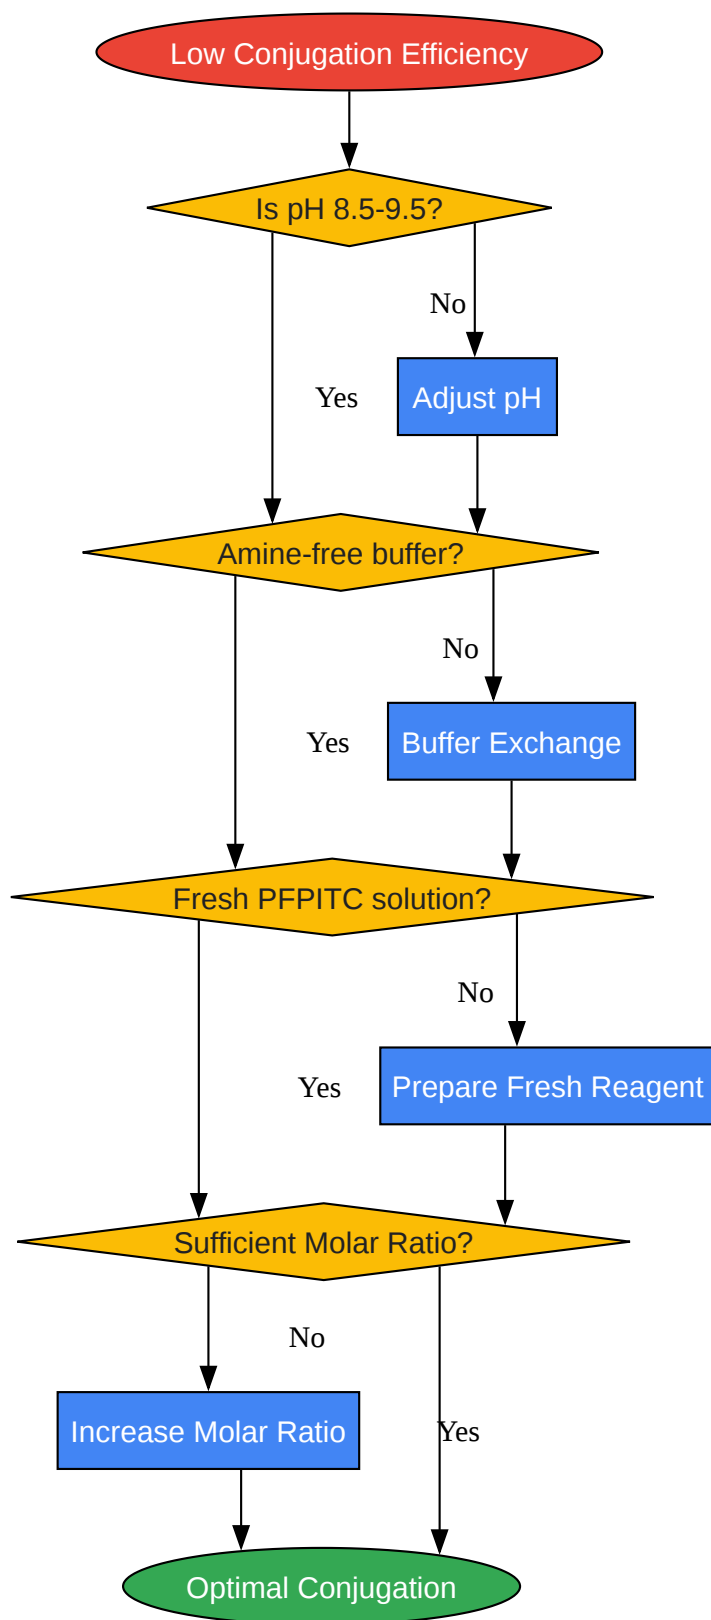 Low Conjugation Efficiency
Is pH 8.5-9.5?
No
Yes
Adjust pH
Amine-free buffer?
No
Yes
Buffer Exchange
Fresh PFPITC solution?
No
Yes
Prepare Fresh Reagent
Sufficient Molar Ratio?
No
Increase Molar Ratio
Yes
Optimal Conjugation